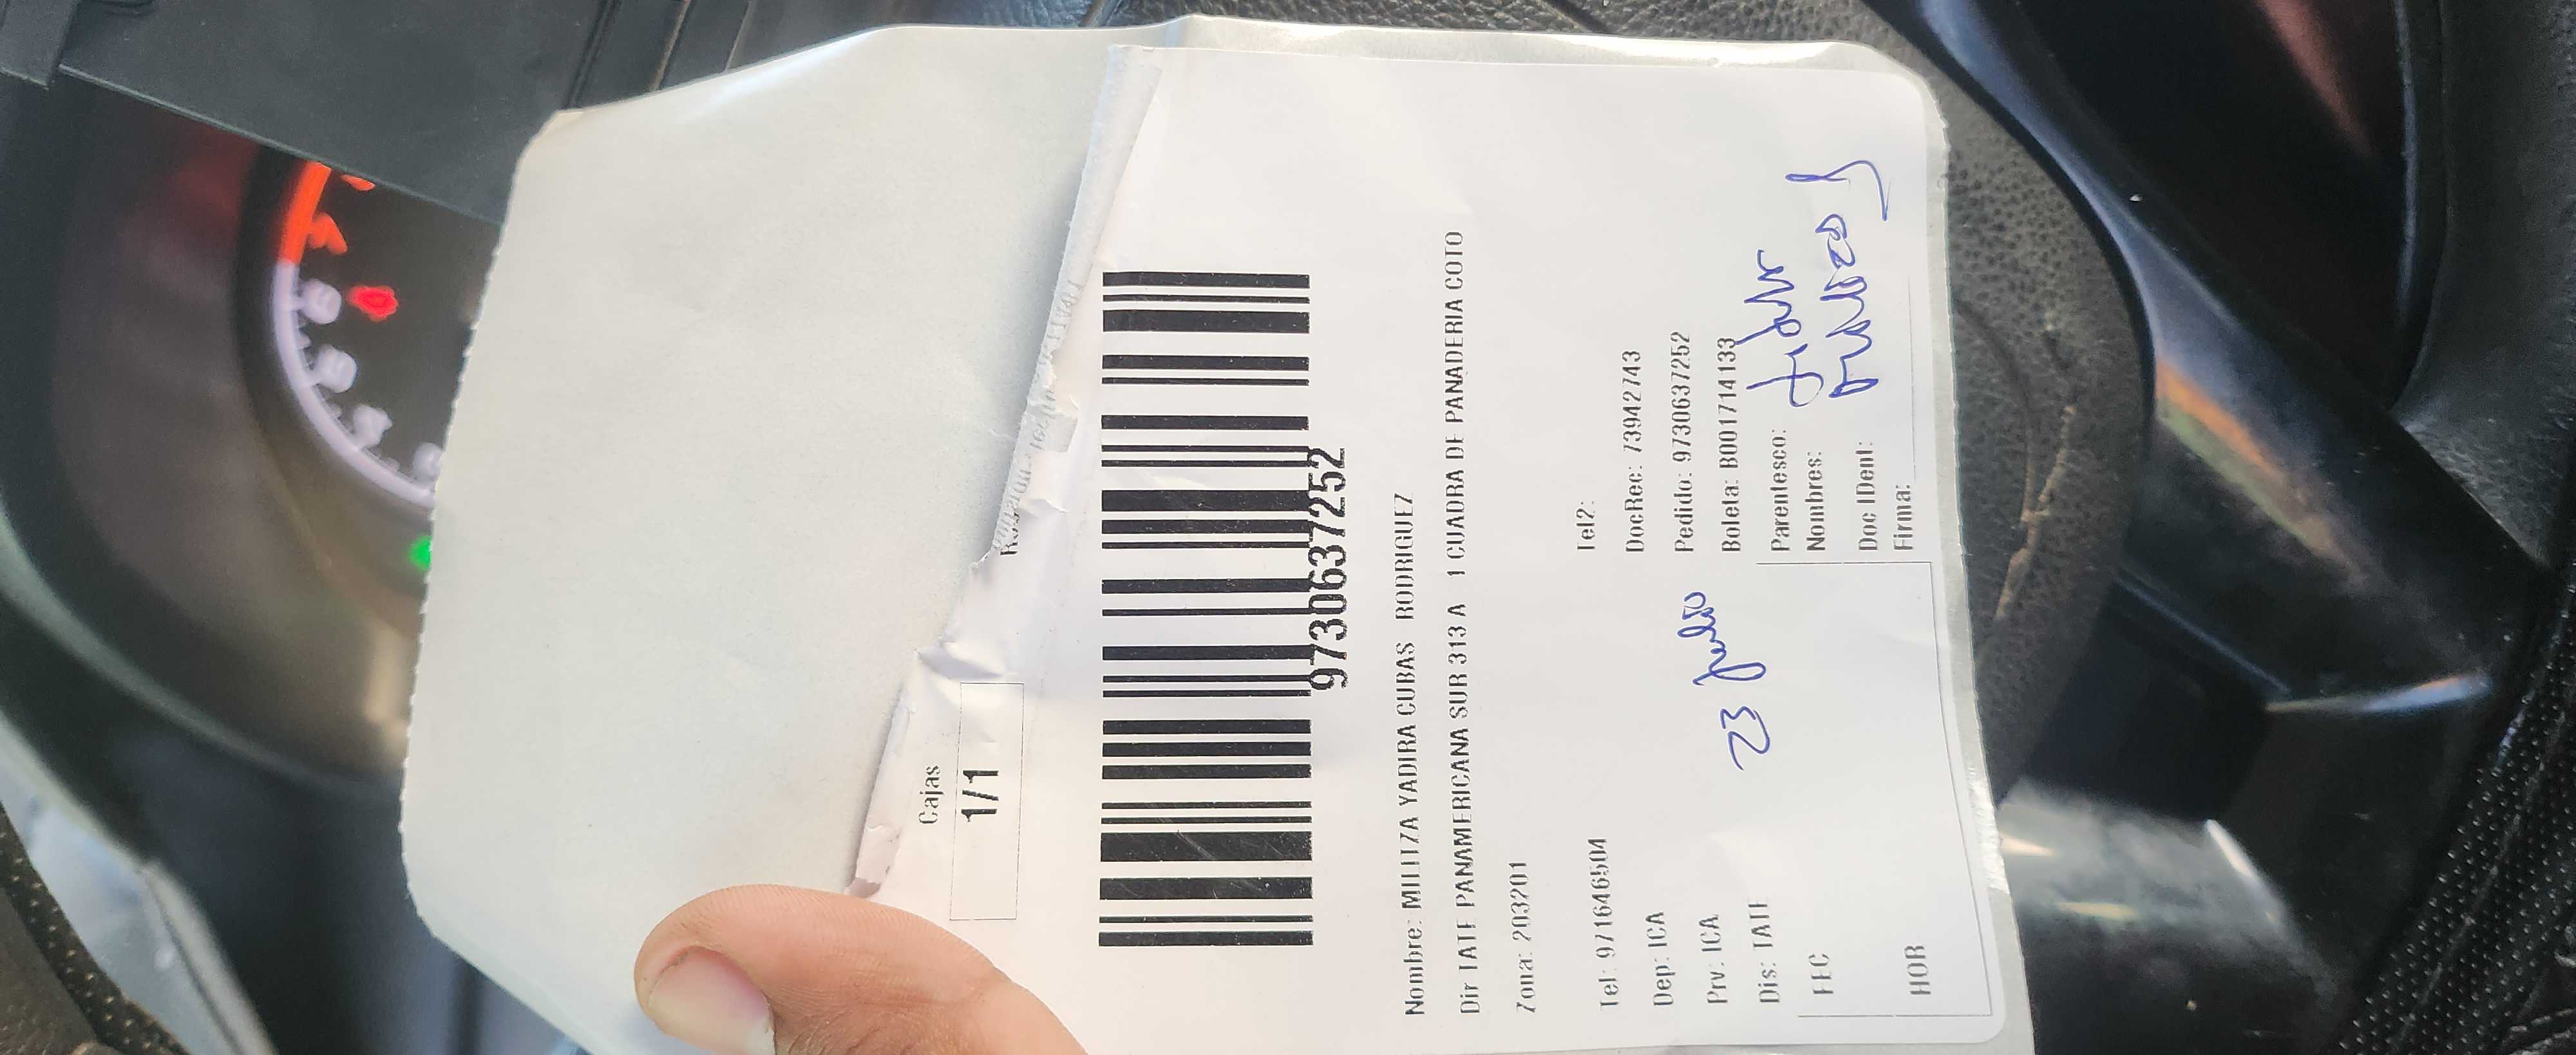 Cajas
1/1
973063 7252
Nombre: MILITZA YADIRA CUBAS RODRIGUEZ
Dir TATE PANAMERICANA SUR 313 A 1 CUADRA DE PANADERIA COTO
Zona: 203201
Tel: 971646504 Tel2:
Dep: ICA DocRec: 73942743
Prv: ICA Pedido: 9730637252
Dis: TATE Boleta: B001714133
23 Julio
FEC Parentesco:
Nombres:
HOR Doc IDent:
Firma: